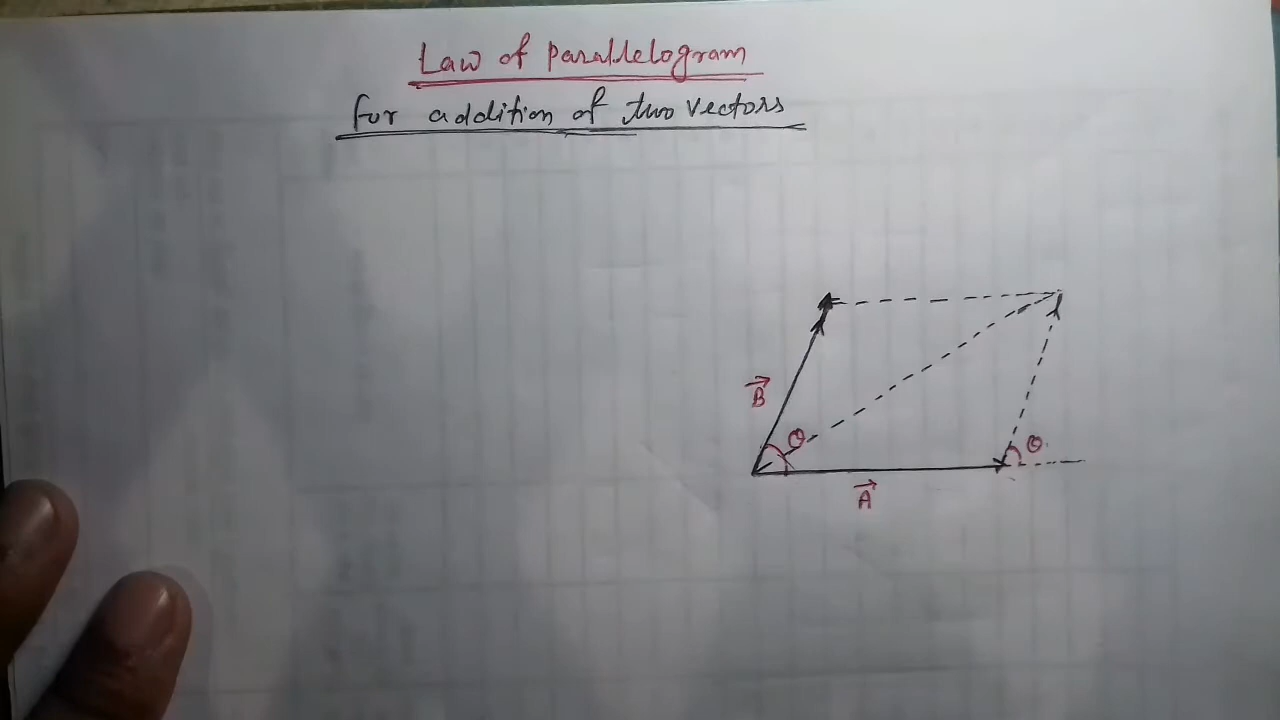 Law of Parallelogram
for addition of two vectors
B⃗
θ
θ
A⃗